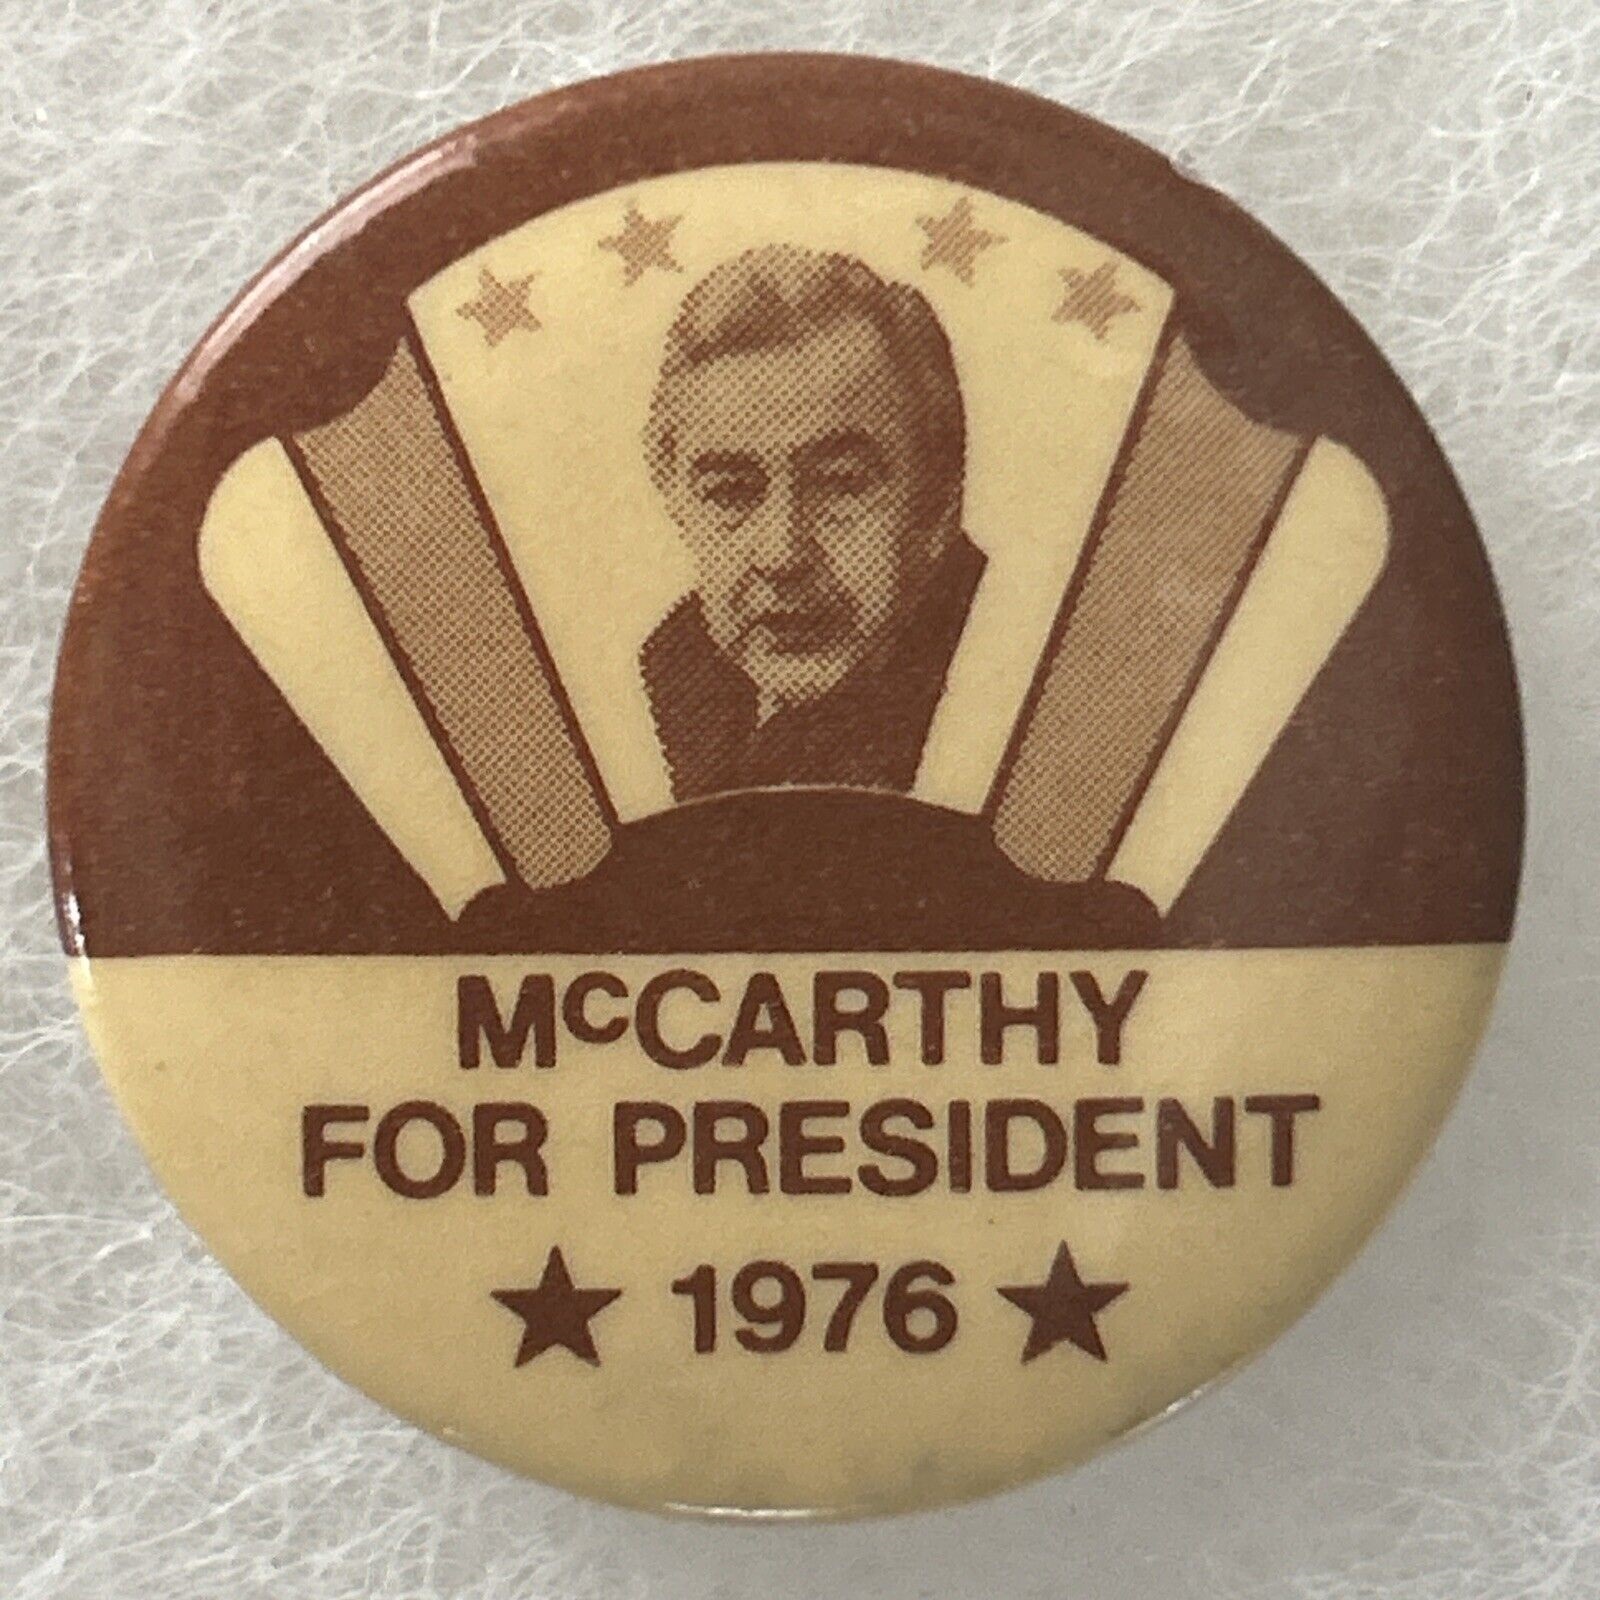 McCARTHY
FOR PRESIDENT
★ 1976 ★